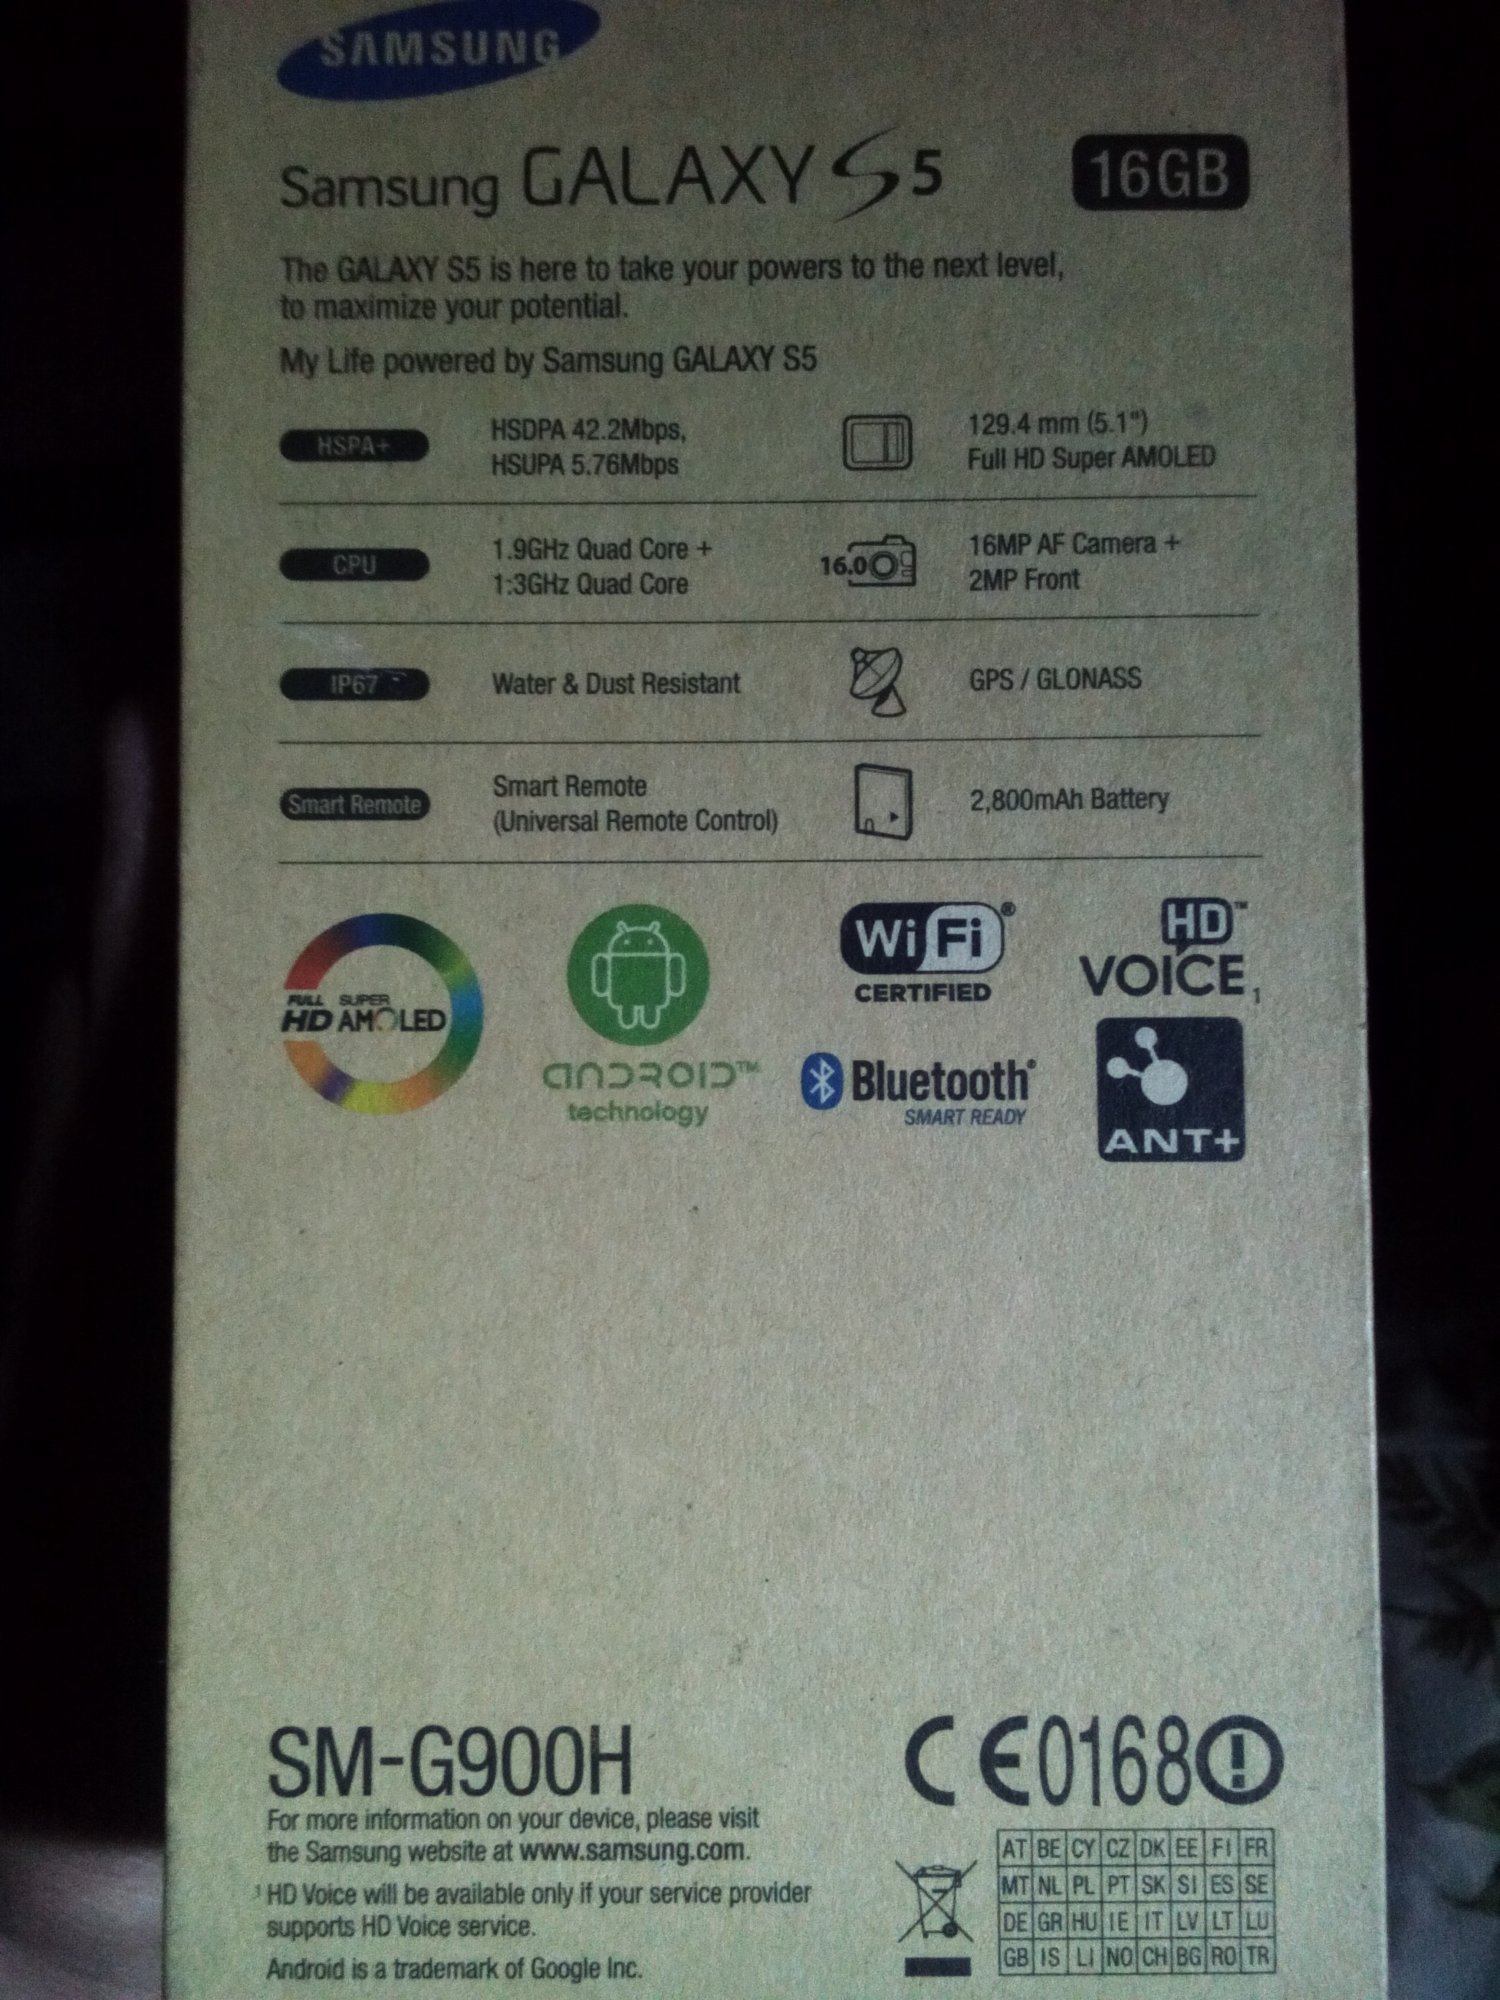 SAMSUNG
Samsung GALAXY S5 16GB
The GALAXY S5 is here to take your powers to the next level,
to maximize your potential.
My Life powered by Samsung GALAXY S5
HSPA+
HSDPA 42.2Mbps,
HSUPA 5.76Mbps
129.4 mm (5.1")
Full HD Super AMOLED
CPU
1.9GHz Quad Core +
1.3GHz Quad Core
16.0
16MP AF Camera +
2MP Front
IP67
Water & Dust Resistant
GPS / GLONASS
Smart Remote
Smart Remote
(Universal Remote Control)
2,800mAh Battery
FULL SUPER
HD AMOLED
ANDROID™
technology
Wi Fi®
CERTIFIED
HD™
VOICE 1
Bluetooth®
SMART READY
ANT+
SM-G900H
For more information on your device, please visit
the Samsung website at www.samsung.com.
¹ HD Voice will be available only if your service provider
supports HD Voice service.
Android is a trademark of Google Inc.
CE0168
AT BE CY CZ DK EE FI FR
MT NL PL PT SK SI ES SE
DE GR HU IE IT LV LT LU
GB IS LI NO CH BG RO TR